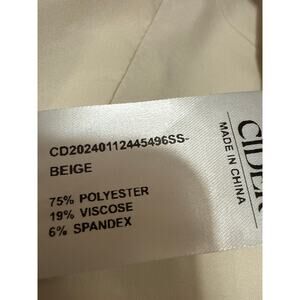 CD20240112445496SS-
BEIGE
75% POLYESTER
19% VISCOSE
6% SPANDEX
CIDER
MADE IN CHINA